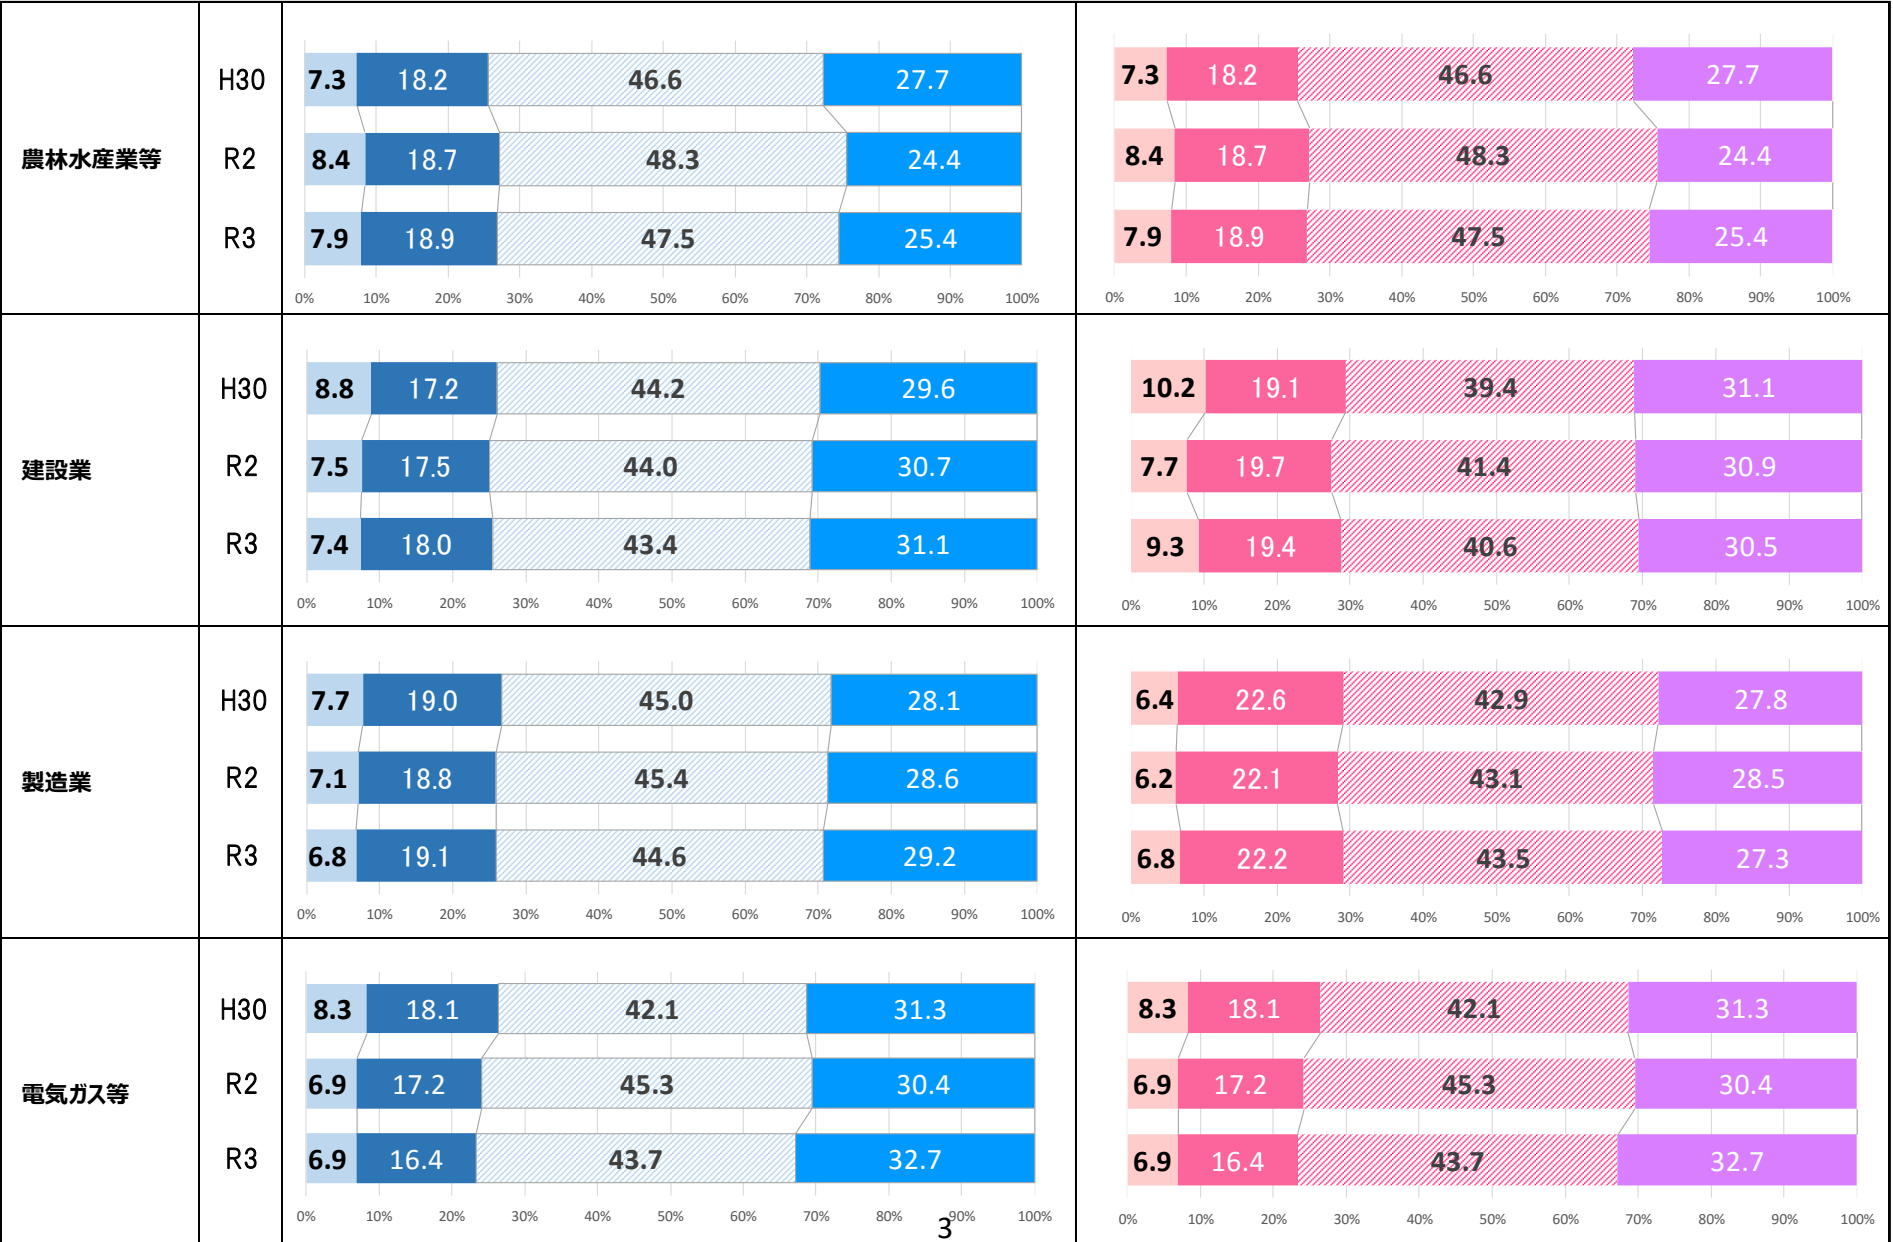 農林水産業等
H30 7.3 18.2 46.6 27.7 7.3 18.2 46.6 27.7
R2 8.4 18.7 48.3 24.4 8.4 18.7 48.3 24.4
R3 7.9 18.9 47.5 25.4 7.9 18.9 47.5 25.4
0% 10% 20% 30% 40% 50% 60% 70% 80% 90% 100% 0% 10% 20% 30% 40% 50% 60% 70% 80% 90% 100%
建設業
H30 8.8 17.2 44.2 29.6 10.2 19.1 39.4 31.1
R2 7.5 17.5 44.0 30.7 7.7 19.7 41.4 30.9
R3 7.4 18.0 43.4 31.1 9.3 19.4 40.6 30.5
0% 10% 20% 30% 40% 50% 60% 70% 80% 90% 100% 0% 10% 20% 30% 40% 50% 60% 70% 80% 90% 100%
製造業
H30 7.7 19.0 45.0 28.1 6.4 22.6 42.9 27.8
R2 7.1 18.8 45.4 28.6 6.2 22.1 43.1 28.5
R3 6.8 19.1 44.6 29.2 6.8 22.2 43.5 27.3
0% 10% 20% 30% 40% 50% 60% 70% 80% 90% 100% 0% 10% 20% 30% 40% 50% 60% 70% 80% 90% 100%
電気ガス等
H30 8.3 18.1 42.1 31.3 8.3 18.1 42.1 31.3
R2 6.9 17.2 45.3 30.4 6.9 17.2 45.3 30.4
R3 6.9 16.4 43.7 32.7 6.9 16.4 43.7 32.7
0% 10% 20% 30% 40% 50% 60% 70% 80% 90% 100% 0% 10% 20% 30% 40% 50% 60% 70% 80% 90% 100%
3